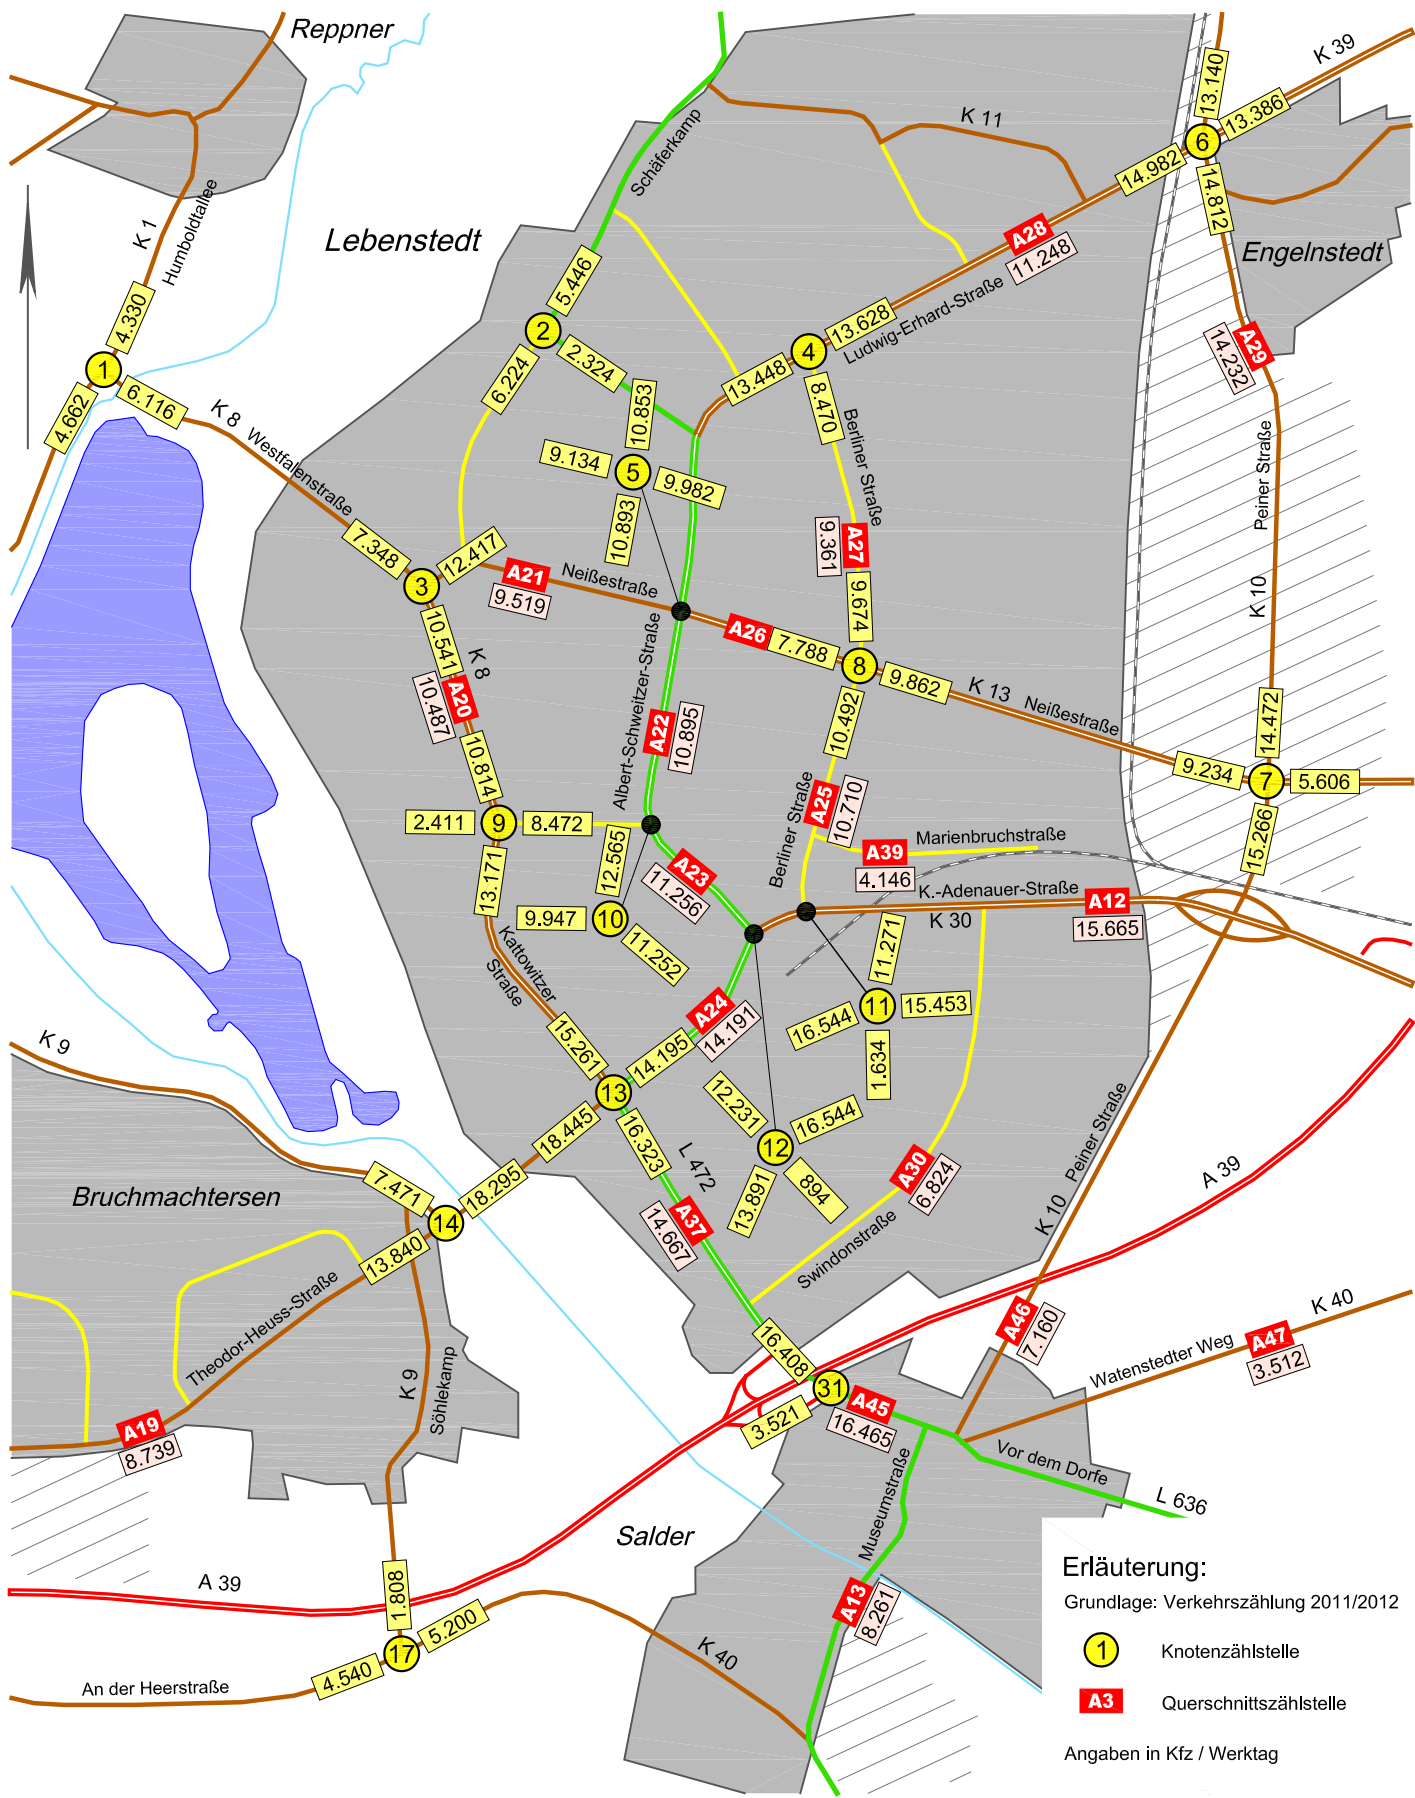 Reppner
K 39
13.140
13.386
6
K 11
Schäferkamp
14.982
14.812
K 1
Humboldtallee
Lebenstedt
A28
11.248
Engelnstedt
5.446
4.330
2
2.324
6.224
13.628
Ludwig-Erhard-Straße
4
13.448
8.470
A29
14.232
1
6.116
4.662
K 8
Westfalenstraße
10.853
9.134
5
9.982
10.893
Berliner Straße
Peiner Straße
K 10
7.348
12.417
3
A21
9.519
Neißestraße
A27
9.361
9.674
10.541
K 8
A20
10.487
A26
7.788
8
9.862
K 13
Neißestraße
Albert-Schweitzer-Straße
A22
10.895
10.492
14.472
9.234
7
5.606
10.814
2.411
9
8.472
Berliner Straße
A25
10.710
Marienbruchstraße
A39
4.146
15.266
13.171
12.565
A23
11.256
K.-Adenauer-Straße
K 30
A12
15.665
9.947
10
11.252
Kattowitzer
Straße
11.271
11
15.453
16.544
1.634
A24
14.191
15.261
14.195
13
K 9
18.445
16.323
12.231
16.544
12
13.891
894
L 472
A30
6.824
Peiner Straße
K 10
A 39
Bruchmachtersen
7.471
18.295
14
13.840
A37
14.667
Swindonstraße
Theodor-Heuss-Straße
K 9
Söhlekamp
A19
8.739
16.408
31
3.521
A45
16.465
A46
7.160
K 40
A47
3.512
Watenstedter Weg
Museumstraße
Vor dem Dorfe
L 636
Salder
A 39
1.808
5.200
17
4.540
An der Heerstraße
K 40
A13
8.261
Erläuterung:
Grundlage: Verkehrszählung 2011/2012
1 Knotenzählstelle
A3 Querschnittszählstelle
Angaben in Kfz / Werktag